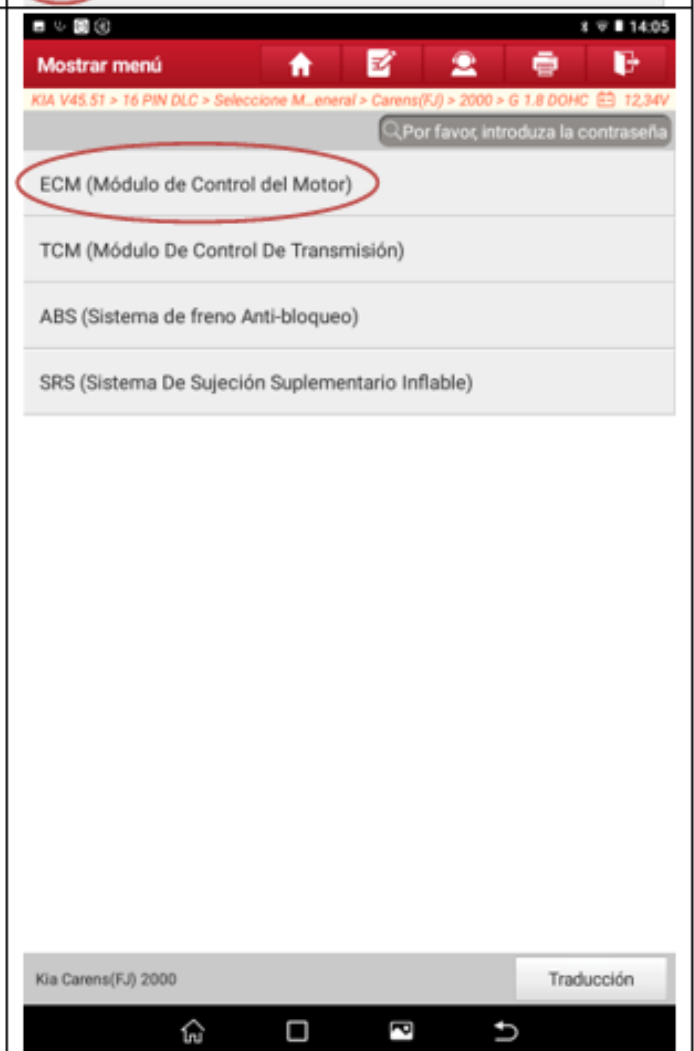 14:05
Mostrar menú
KIA V45.51 > 16 PIN DLC > Seleccione M...eneral > Carens(FJ) > 2000 > G 1.8 DOHC 12,34V
Por favor, introduza la contraseña
ECM (Módulo de Control del Motor)
TCM (Módulo De Control De Transmisión)
ABS (Sistema de freno Anti-bloqueo)
SRS (Sistema De Sujeción Suplementario Inflable)
Kia Carens(FJ) 2000
Traducción